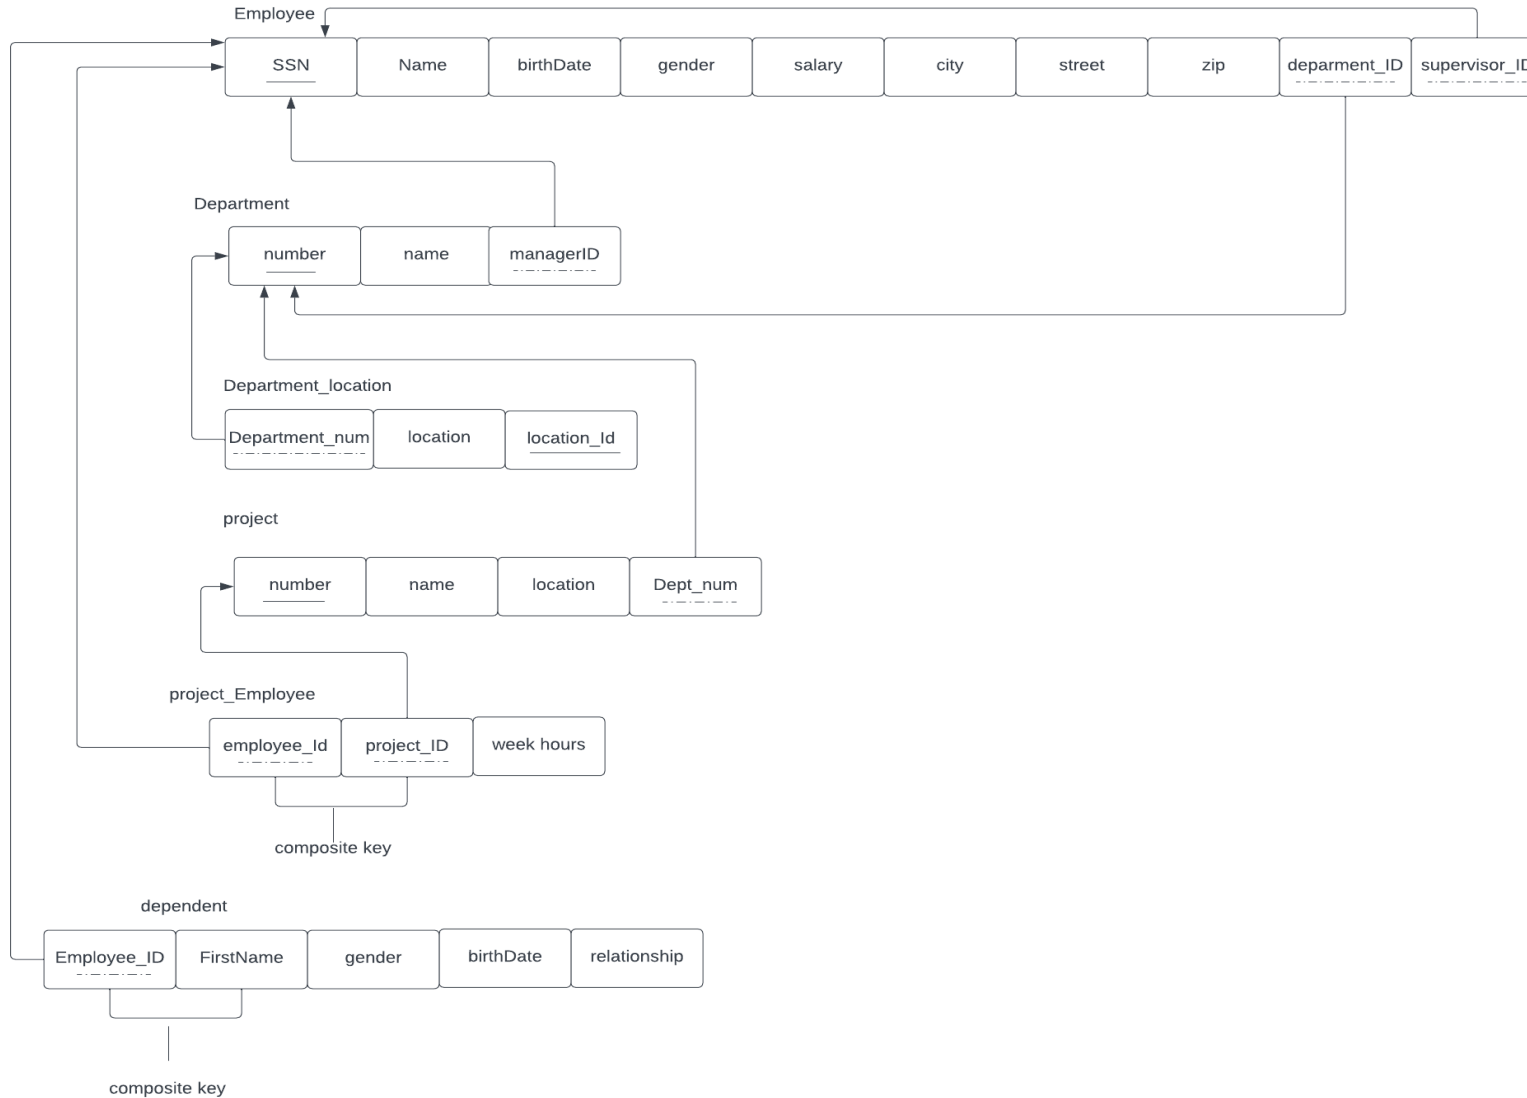 Employee
SSN Name birthDate gender salary city street zip deparment_ID supervisor_ID
Department
number name managerID
Department_location
Department_num location location_Id
project
number name location Dept_num
project_Employee
employee_Id project_ID week hours
composite key
dependent
Employee_ID FirstName gender birthDate relationship
composite key